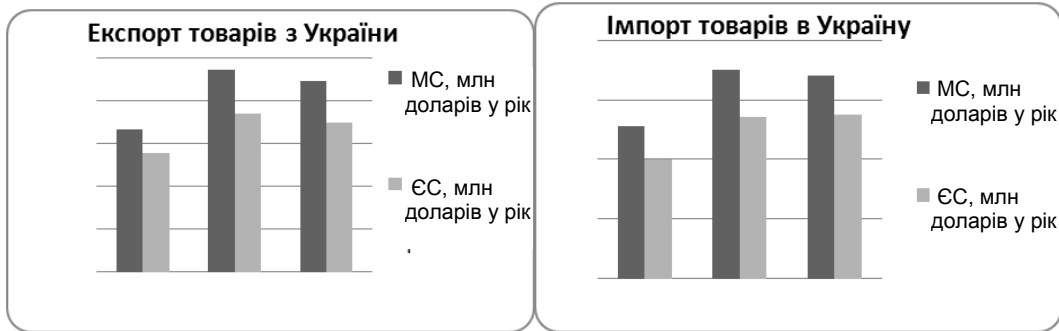 Експорт товарів з України
МС, млн
доларів у рік
ЄС, млн
доларів у рік
Імпорт товарів в Україну
МС, млн
доларів у рік
ЄС, млн
доларів у рік